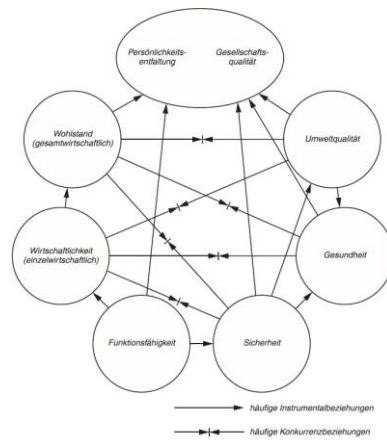 Persönlichkeits-
entfaltung
Gesellschafts-
qualität
Wohlstand
(gesamtwirtschaftlich)
Umweltqualität
Wirtschaftlichkeit
(einzelwirtschaftlich)
Gesundheit
Funktionsfähigkeit
Sicherheit
häufige Instrumentalbeziehungen
häufige Konkurrenzbeziehungen